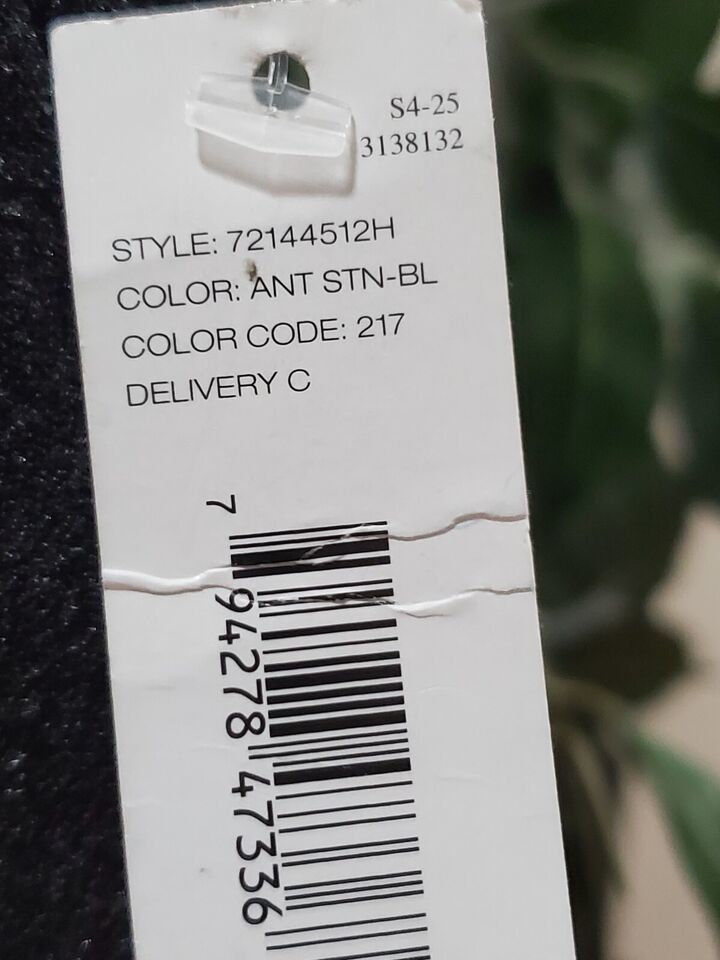 S4-25
3138132
STYLE: 72144512H
COLOR: ANT STN-BL
COLOR CODE: 217
DELIVERY C
7 94278 47336